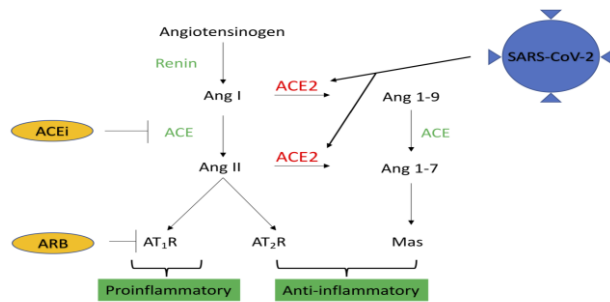 Angiotensinogen
SARS-CoV-2
Renin
Ang I
ACE2
Ang 1-9
ACEi
ACE
ACE
Ang II
ACE2
Ang 1-7
ARB
AT₁R
AT₂R
Mas
Proinflammatory
Anti-inflammatory